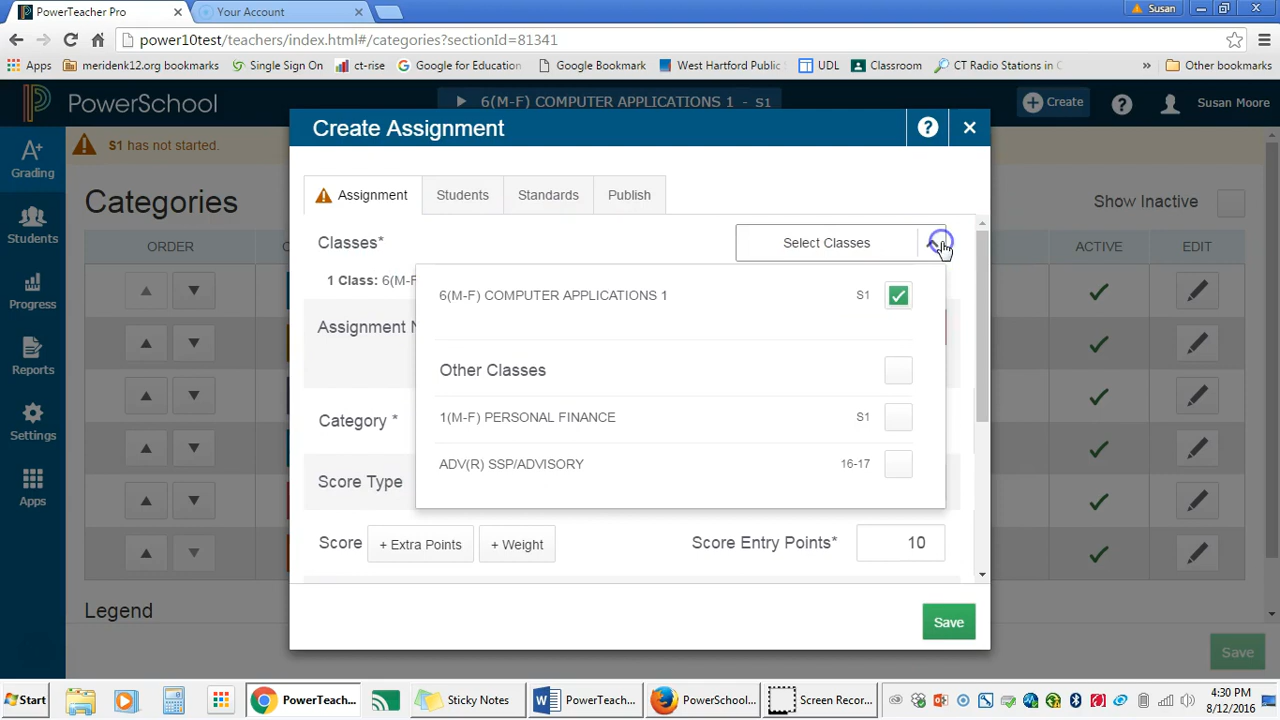 PowerTeacher Pro
Your Account
Susan
power10test/teachers/index.html#/categories?sectionId=81341
Apps
meridenk12.org bookmarks
Single Sign On
ct-rise
Google for Education
Google Bookmark
West Hartford Public S
UDL
Classroom
CT Radio Stations in C
»
Other bookmarks
PowerSchool
6(M-F) COMPUTER APPLICATIONS 1 - S1
Create
Susan Moore
S1 has not started.
Grading
Students
Progress
Reports
Settings
Apps
Categories
Show Inactive
ORDER
ACTIVE
EDIT
Legend
Save
Create Assignment
Assignment
Students
Standards
Publish
Classes*
Select Classes
1 Class: 6(M-F
6(M-F) COMPUTER APPLICATIONS 1 S1
Assignment N
Other Classes
1(M-F) PERSONAL FINANCE S1
Category *
ADV(R) SSP/ADVISORY 16-17
Score Type
Score
+ Extra Points
+ Weight
Score Entry Points*
10
Save
Start
PowerTeach...
Sticky Notes
PowerTeache...
PowerSchool...
Screen Recor...
4:30 PM
8/12/2016